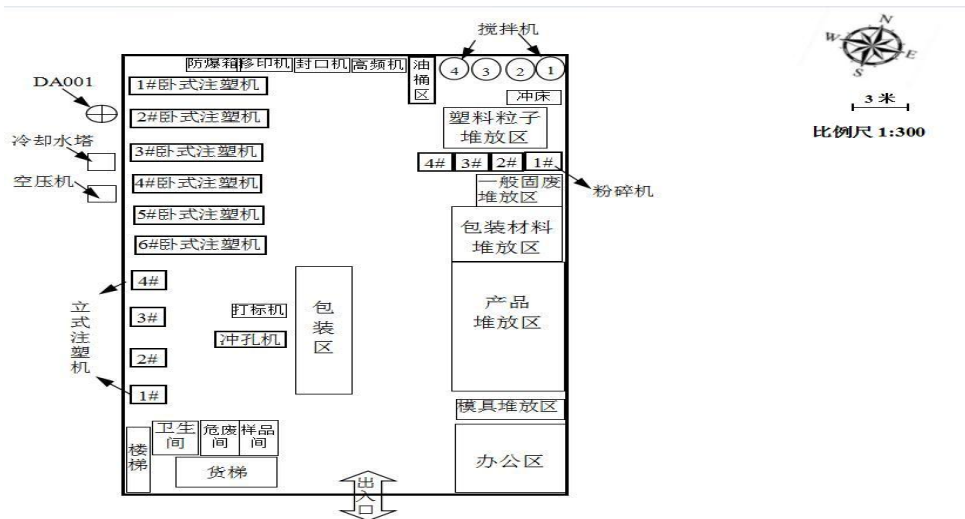 搅拌机
N
W
E
S
3 米
比例尺 1:300
防爆箱
移印机
封口机
高频机
油
桶
区
4
3
2
1
DA001
1#卧式注塑机
冲床
2#卧式注塑机
塑料粒子
堆放区
冷却水塔
3#卧式注塑机
4#
3#
2#
1#
空压机
4#卧式注塑机
一般固废
堆放区
粉碎机
5#卧式注塑机
包装材料
堆放区
6#卧式注塑机
4#
立
式
注
塑
机
3#
2#
1#
打标机
冲孔机
包
装
区
产品
堆放区
模具堆放区
楼
梯
卫生
间
危废
间
样品
间
货梯
办公区
出
入
口